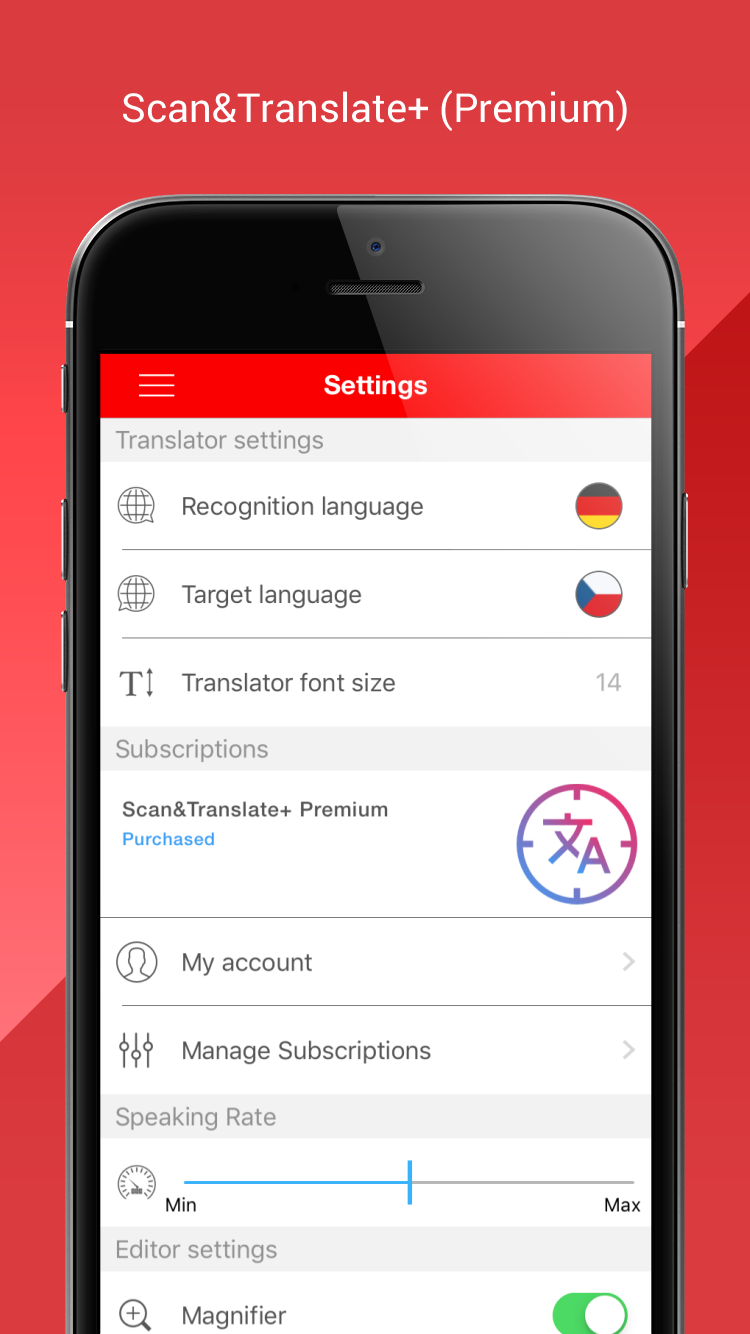 Scan&Translate+ (Premium)
Settings
Translator settings
Recognition language
Target language
T Translator font size 14
Subscriptions
Scan&Translate+ Premium
Purchased
文A
My account
Manage Subscriptions
Speaking Rate
Min Max
Editor settings
Magnifier